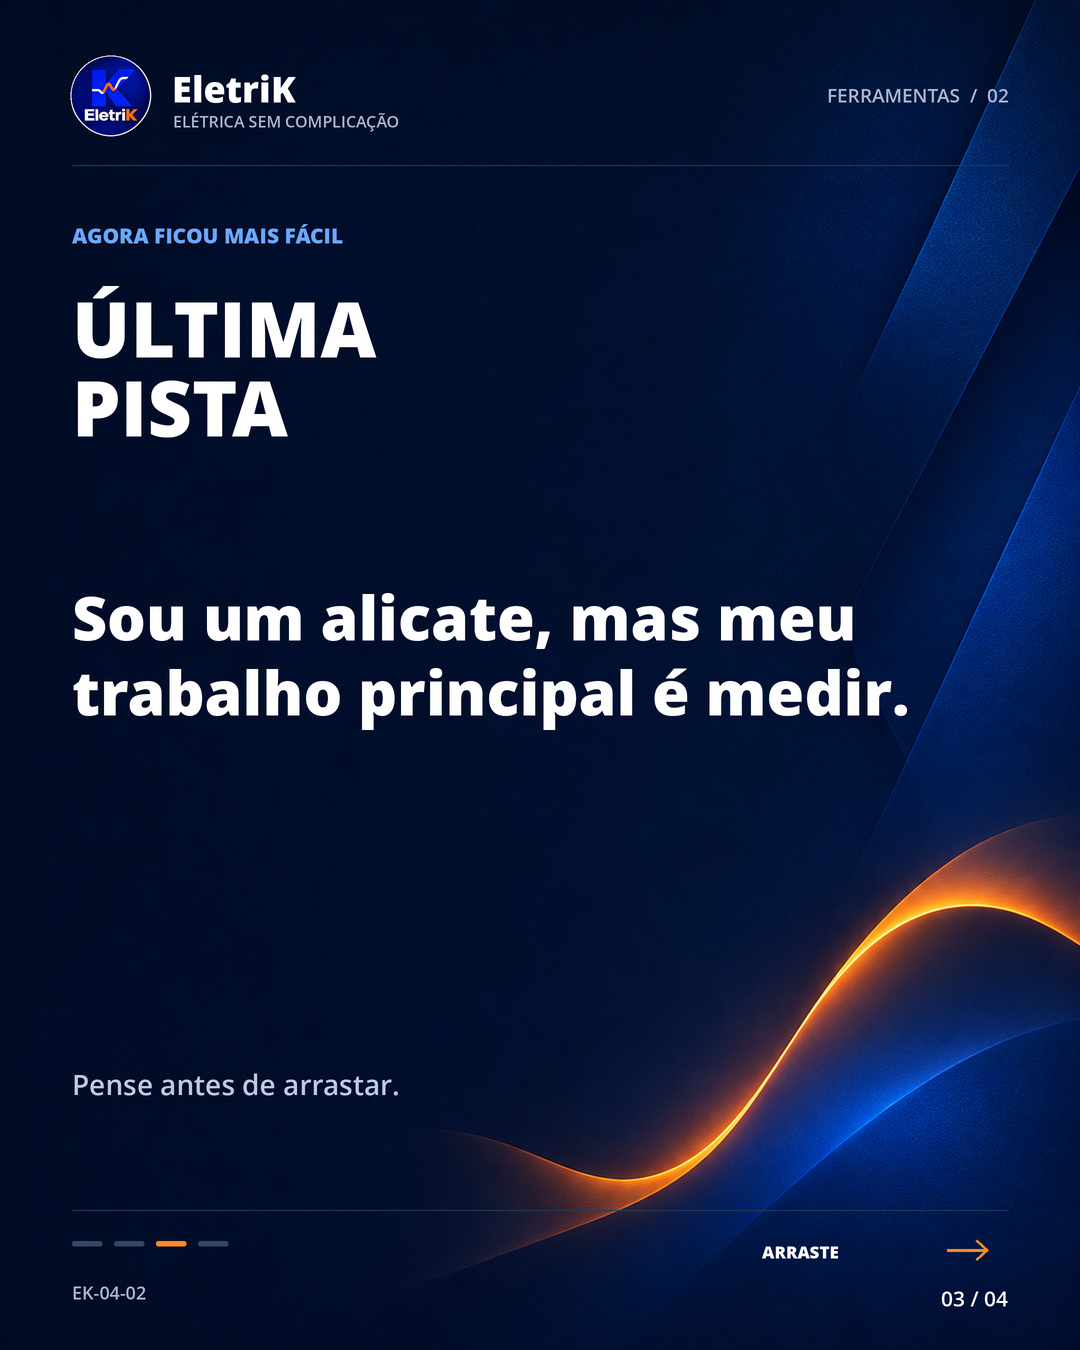 K
EletriK
EletriK
ELÉTRICA SEM COMPLICAÇÃO
FERRAMENTAS / 02
AGORA FICOU MAIS FÁCIL
ÚLTIMA
PISTA
Sou um alicate, mas meu
trabalho principal é medir.
Pense antes de arrastar.
ARRASTE
EK-04-02
03 / 04